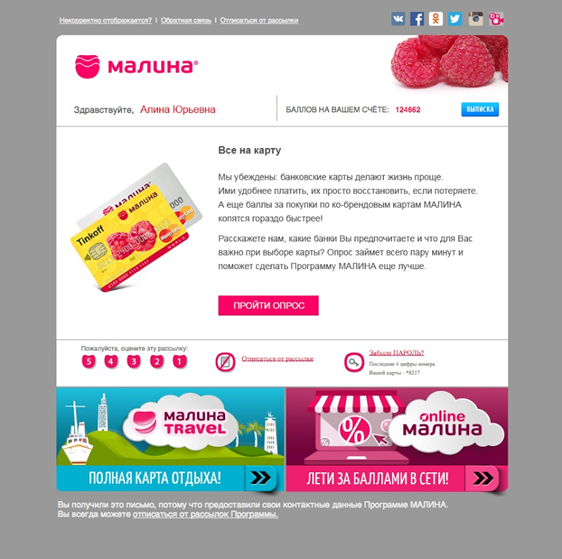 Некорректно отображается? | Обратная связь | Отписаться от рассылки
малина®
Здравствуйте, Алина Юрьевна
БАЛЛОВ НА ВАШЕМ СЧЁТЕ: 124662
ВЫПИСКА
Все на карту
Мы убеждены: банковские карты делают жизнь проще.
Ими удобнее платить, их просто восстановить, если потеряете.
А еще баллы за покупки по ко-брендовым картам МАЛИНА
копятся гораздо быстрее!
малина
000
малина
Tinkoff
Расскажете нам, какие банки Вы предпочитаете и что для Вас
важно при выборе карты? Опрос займет всего пару минут и
поможет сделать Программу МАЛИНА еще лучше.
ПРОЙТИ ОПРОС
Пожалуйста, оцените эту рассылку:
5 4 3 2 1
Отписаться от рассылки
Забыли ПАРОЛЬ?
Последние 4 цифры номера
Вашей карты - *8217
малина
TRAVEL
ПОЛНАЯ КАРТА ОТДЫХА!
%
online
малина
ЛЕТИ ЗА БАЛЛАМИ В СЕТИ!
Вы получили это письмо, потому что предоставили свои контактные данные Программе МАЛИНА.
Вы всегда можете отписаться от рассылок Программы.